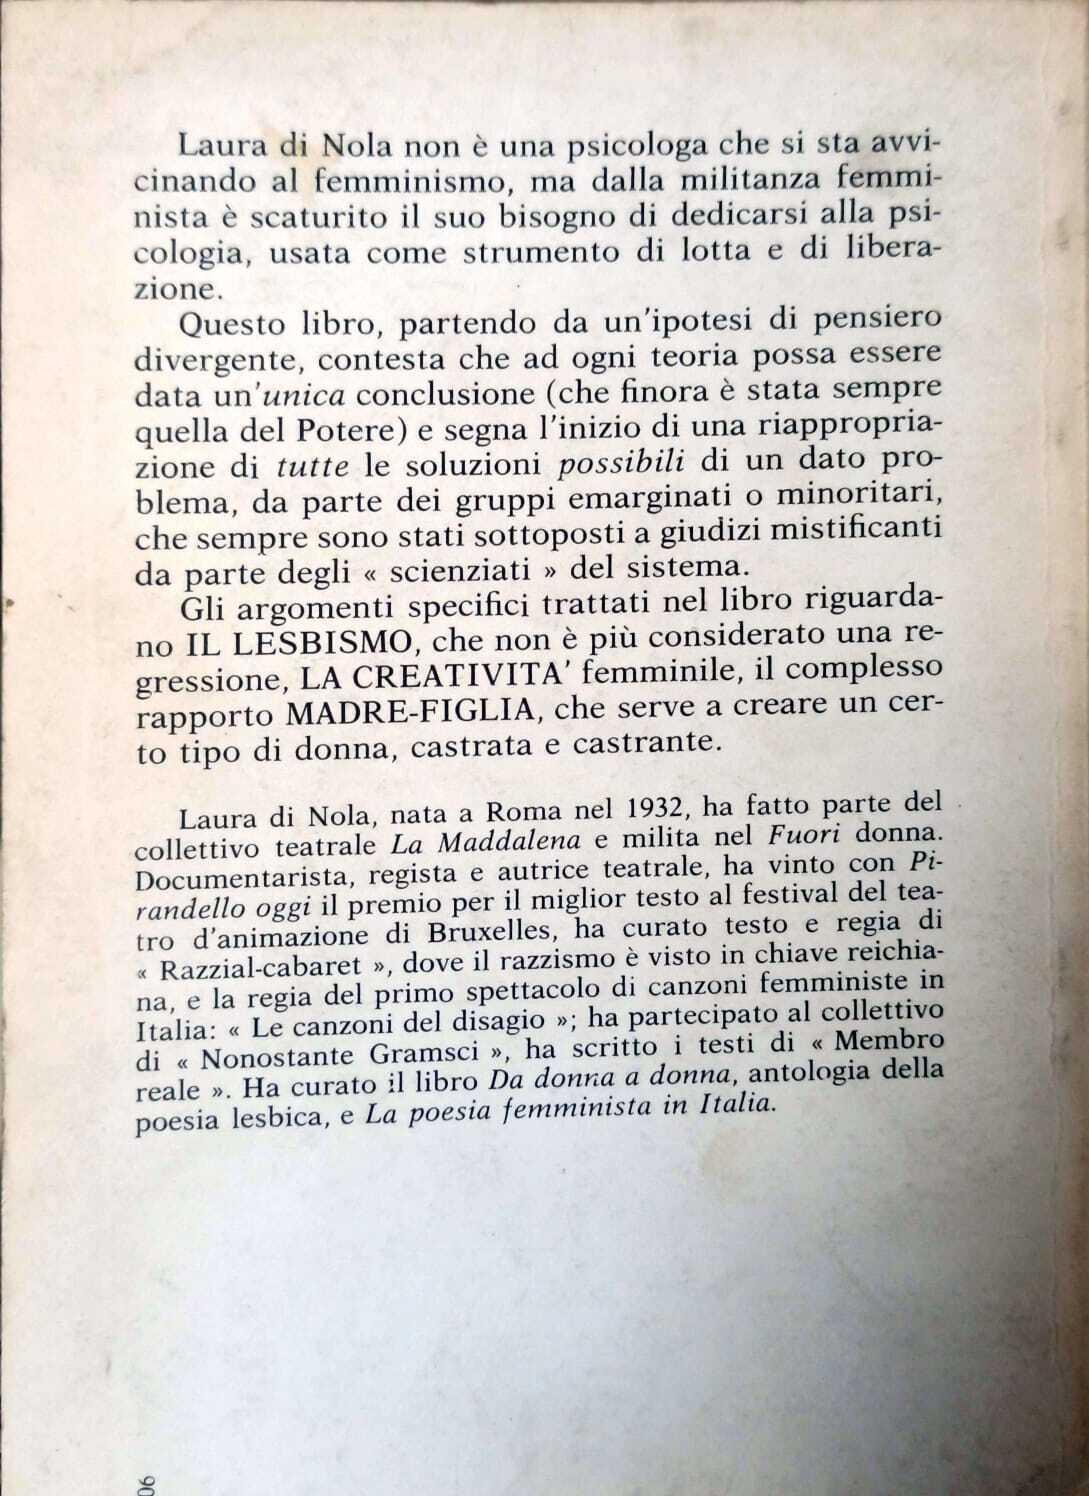 Laura di Nola non è una psicologa che si sta avvi-
cinando al femminismo, ma dalla militanza femmi-
nista è scaturito il suo bisogno di dedicarsi alla psi-
cologia, usata come strumento di lotta e di libera-
zione.
Questo libro, partendo da un'ipotesi di pensiero
divergente, contesta che ad ogni teoria possa essere
data un'unica conclusione (che finora è stata sempre
quella del Potere) e segna l'inizio di una riappropria-
zione di tutte le soluzioni possibili di un dato pro-
blema, da parte dei gruppi emarginati o minoritari,
che sempre sono stati sottoposti a giudizi mistificanti
da parte degli « scienziati » del sistema.
Gli argomenti specifici trattati nel libro riguarda-
no IL LESBISMO, che non è più considerato una re-
gressione, LA CREATIVITA' femminile, il complesso
rapporto MADRE-FIGLIA, che serve a creare un cer-
to tipo di donna, castrata e castrante.
Laura di Nola, nata a Roma nel 1932, ha fatto parte del
collettivo teatrale La Maddalena e milita nel Fuori donna.
Documentarista, regista e autrice teatrale, ha vinto con Pi-
randello oggi il premio per il miglior testo al festival del tea-
tro d'animazione di Bruxelles, ha curato testo e regia di
« Razzial-cabaret », dove il razzismo è visto in chiave reichia-
na, e la regia del primo spettacolo di canzoni femministe in
Italia: « Le canzoni del disagio »; ha partecipato al collettivo
di « Nonostante Gramsci », ha scritto i testi di « Membro
reale ». Ha curato il libro Da donna a donna, antologia della
poesia lesbica, e La poesia femminista in Italia.
06